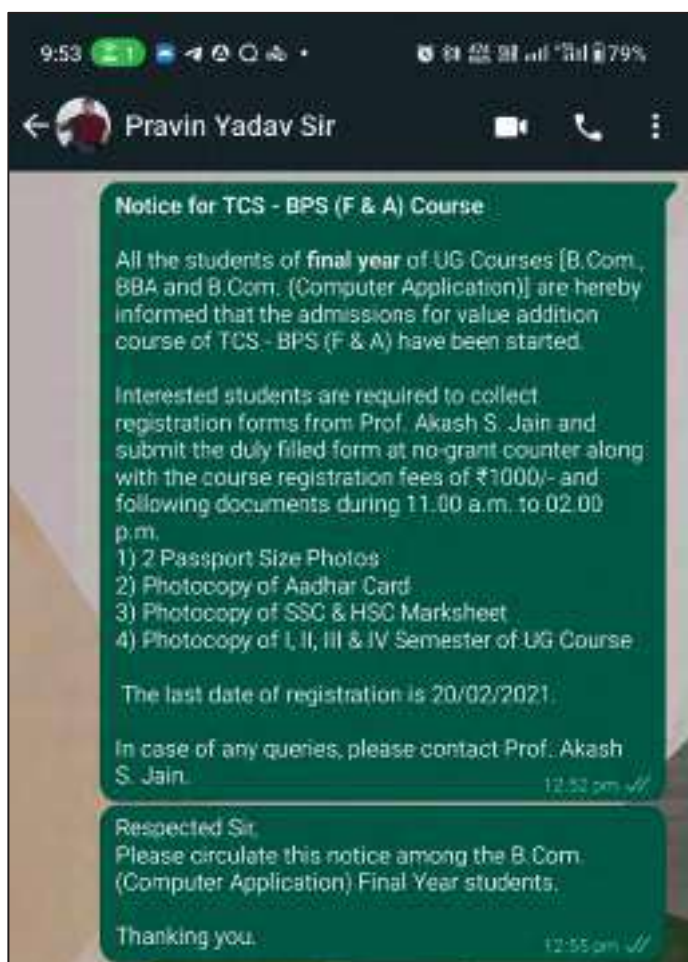 9:53
1
79%
Pravin Yadav Sir
Notice for TCS - BPS (F & A) Course
All the students of final year of UG Courses [B.Com.,
BBA and B.Com. (Computer Application)] are hereby
informed that the admissions for value addition
course of TCS - BPS (F & A) have been started.
Interested students are required to collect
registration forms from Prof. Akash S. Jain and
submit the duly filled form at no-grant counter along
with the course registration fees of ₹1000/- and
following documents during 11.00 a.m. to 02.00
p.m.
1) 2 Passport Size Photos
2) Photocopy of Aadhar Card
3) Photocopy of SSC & HSC Marksheet
4) Photocopy of I, II, III & IV Semester of UG Course
The last date of registration is 20/02/2021.
In case of any queries, please contact Prof. Akash
S. Jain.
12:52 pm
Respected Sir,
Please circulate this notice among the B.Com.
(Computer Application) Final Year students.
Thanking you.
12:55 pm